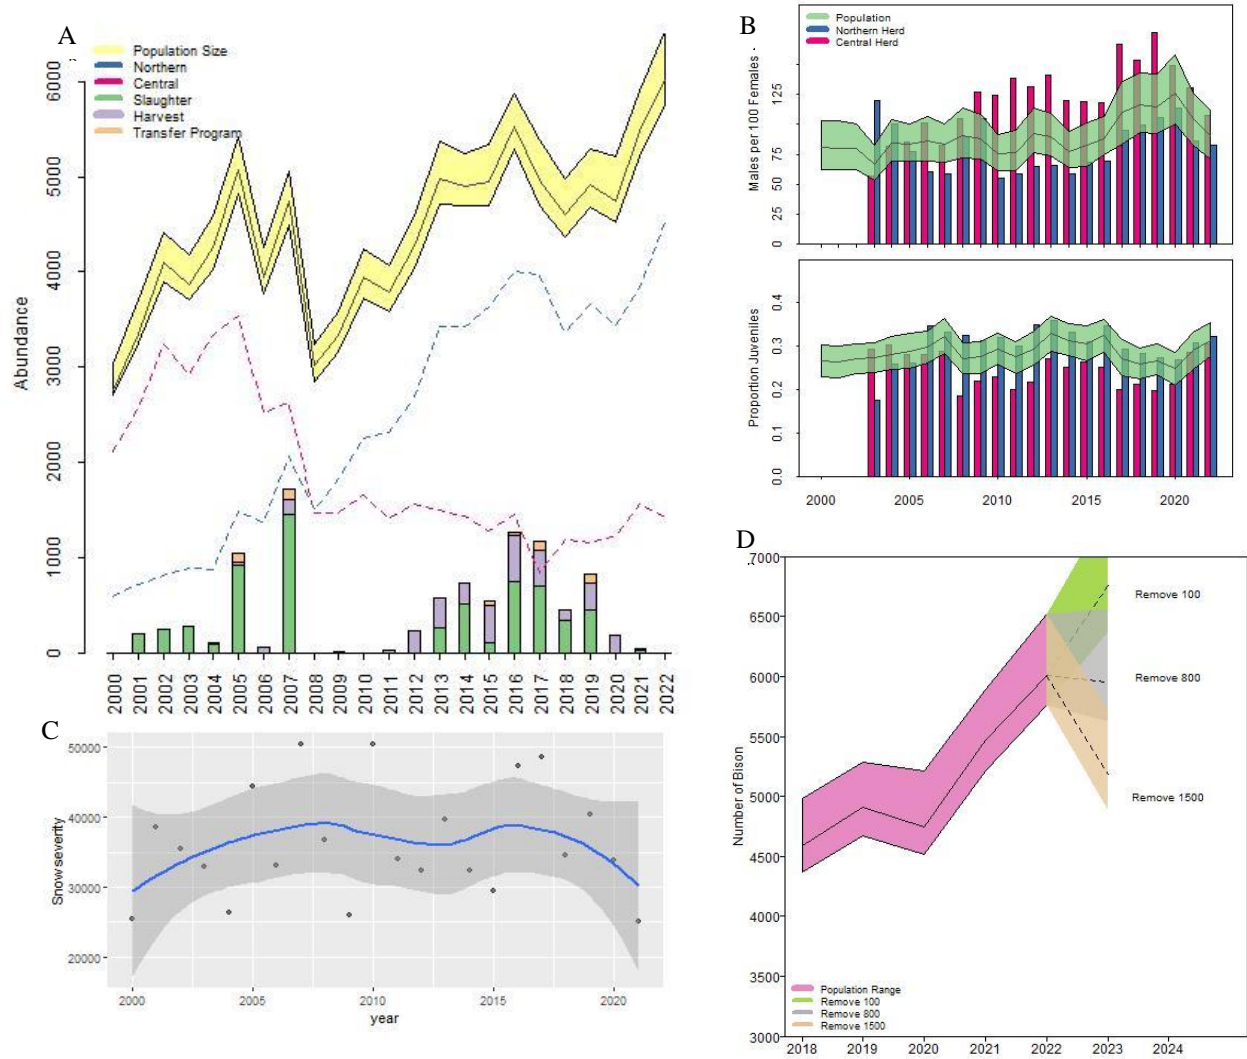 A
Population Size
Northern
Central
Slaughter
Harvest
Transfer Program
Abundance
6000
5000
4000
3000
2000
1000
0
2000 2001 2002 2003 2004 2005 2006 2007 2008 2009 2010 2011 2012 2013 2014 2015 2016 2017 2018 2019 2020 2021 2022
B
Population
Northern Herd
Central Herd
Males per 100 Females
125
75
50
25
0
Proportion Juveniles
0.4
0.3
0.2
0.1
0.0
2000 2005 2010 2015 2020
C
Snow severity
50000
40000
30000
20000
2000 2005 2010 2015 2020
year
D
Number of Bison
7000
6500
6000
5500
5000
4500
4000
3500
3000
Remove 100
Remove 800
Remove 1500
Population Range
Remove 100
Remove 800
Remove 1500
2018 2019 2020 2021 2022 2023 2024